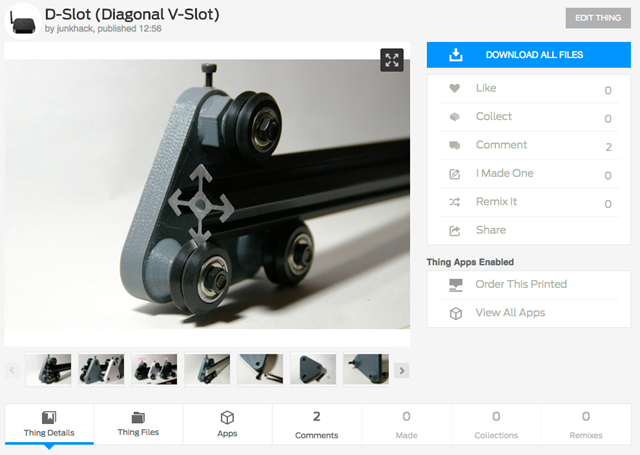 D-Slot (Diagonal V-Slot)
by junkhack, published 12:56
EDIT THING
DOWNLOAD ALL FILES
Like 0
Collect 0
Comment 2
I Made One 0
Remix It 0
Share
Thing Apps Enabled
Order This Printed
View All Apps
Thing Details
Thing Files
Apps
2
Comments
0
Made
0
Collections
0
Remixes